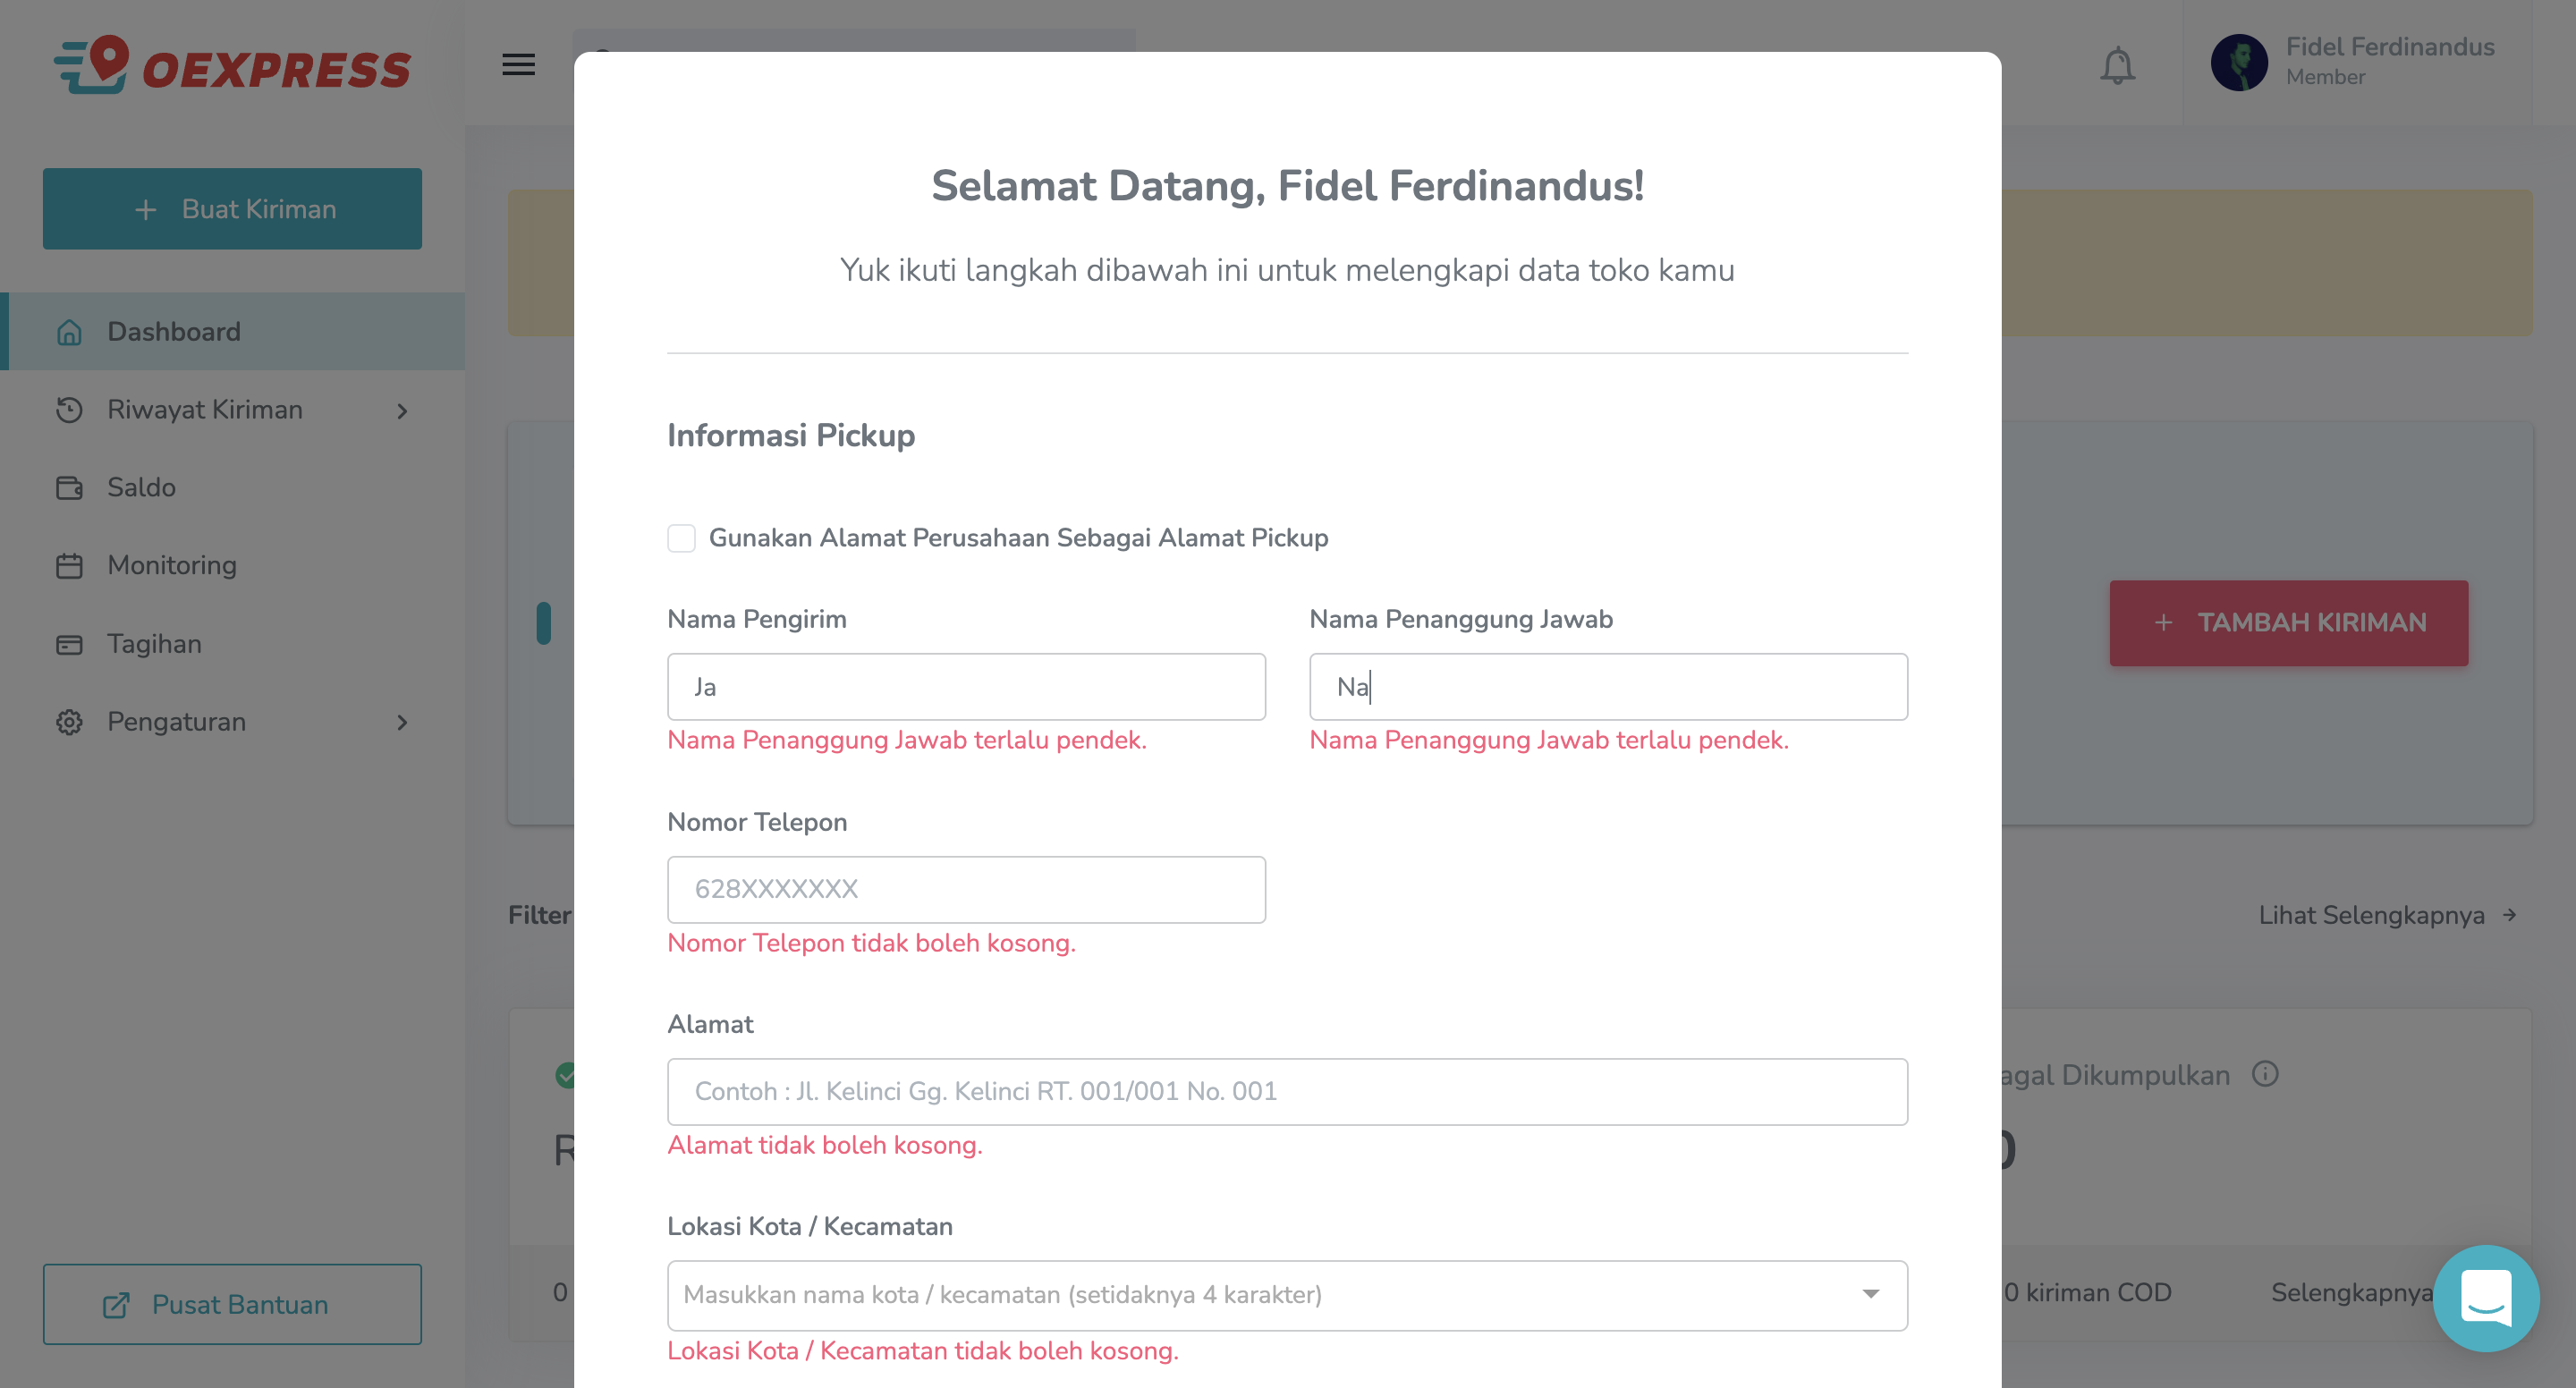 OEXPRESS
Fidel Ferdinandus
Member
+ Buat Kiriman
Dashboard
Riwayat Kiriman
Saldo
Monitoring
Tagihan
Pengaturan
Pusat Bantuan
Selamat Datang, Fidel Ferdinandus!
Yuk ikuti langkah dibawah ini untuk melengkapi data toko kamu
Informasi Pickup
Gunakan Alamat Perusahaan Sebagai Alamat Pickup
Nama Pengirim
Ja
Nama Penanggung Jawab terlalu pendek.
Nama Penanggung Jawab
Na
Nama Penanggung Jawab terlalu pendek.
Nomor Telepon
628XXXXXXX
Nomor Telepon tidak boleh kosong.
Alamat
Contoh : Jl. Kelinci Gg. Kelinci RT. 001/001 No. 001
Alamat tidak boleh kosong.
Lokasi Kota / Kecamatan
Masukkan nama kota / kecamatan (setidaknya 4 karakter)
Lokasi Kota / Kecamatan tidak boleh kosong.
+ TAMBAH KIRIMAN
Filter
Lihat Selengkapnya
agal Dikumpulkan
R
0
0 kiriman COD
Selengkapnya